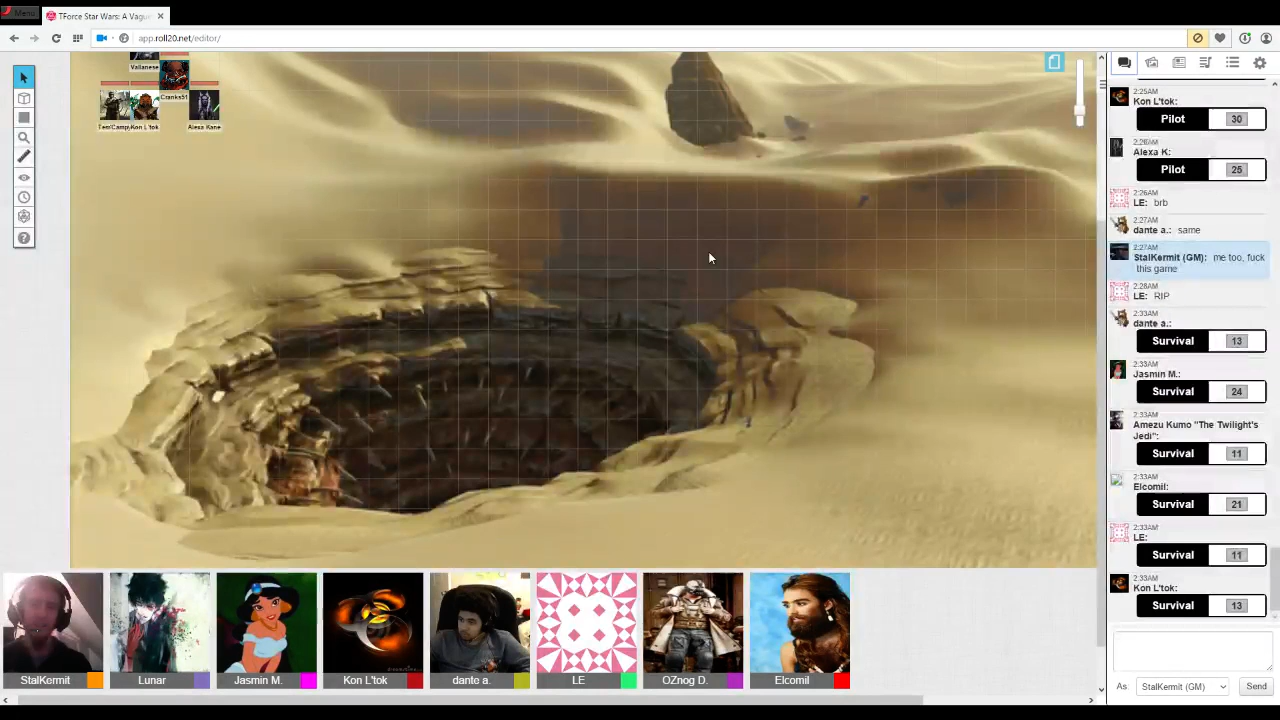 Menu
TForce Star Wars: A Vague
app.roll20.net/editor/
Vallanese
Cranks51
Kon L'tok
Alexa Kane
2:25AM
Kon L'tok:
Pilot 30
2:26AM
Alexa K:
Pilot 25
2:26AM
LE: brb
2:27AM
dante a.: same
2:27AM
StalKermit (GM): me too, fuck
this game
2:28AM
LE: RIP
2:33AM
dante a.:
Survival 13
2:33AM
Jasmin M.:
Survival 24
2:33AM
Amezu Kumo "The Twilight's
Jedi":
Survival 11
2:33AM
Elcomil:
Survival 21
2:33AM
LE:
Survival 11
2:33AM
Kon L'tok:
Survival 13
StalKermit
Lunar
Jasmin M.
Kon L'tok
dante a.
LE
OZnog D.
Elcomil
As: StalKermit (GM) Send